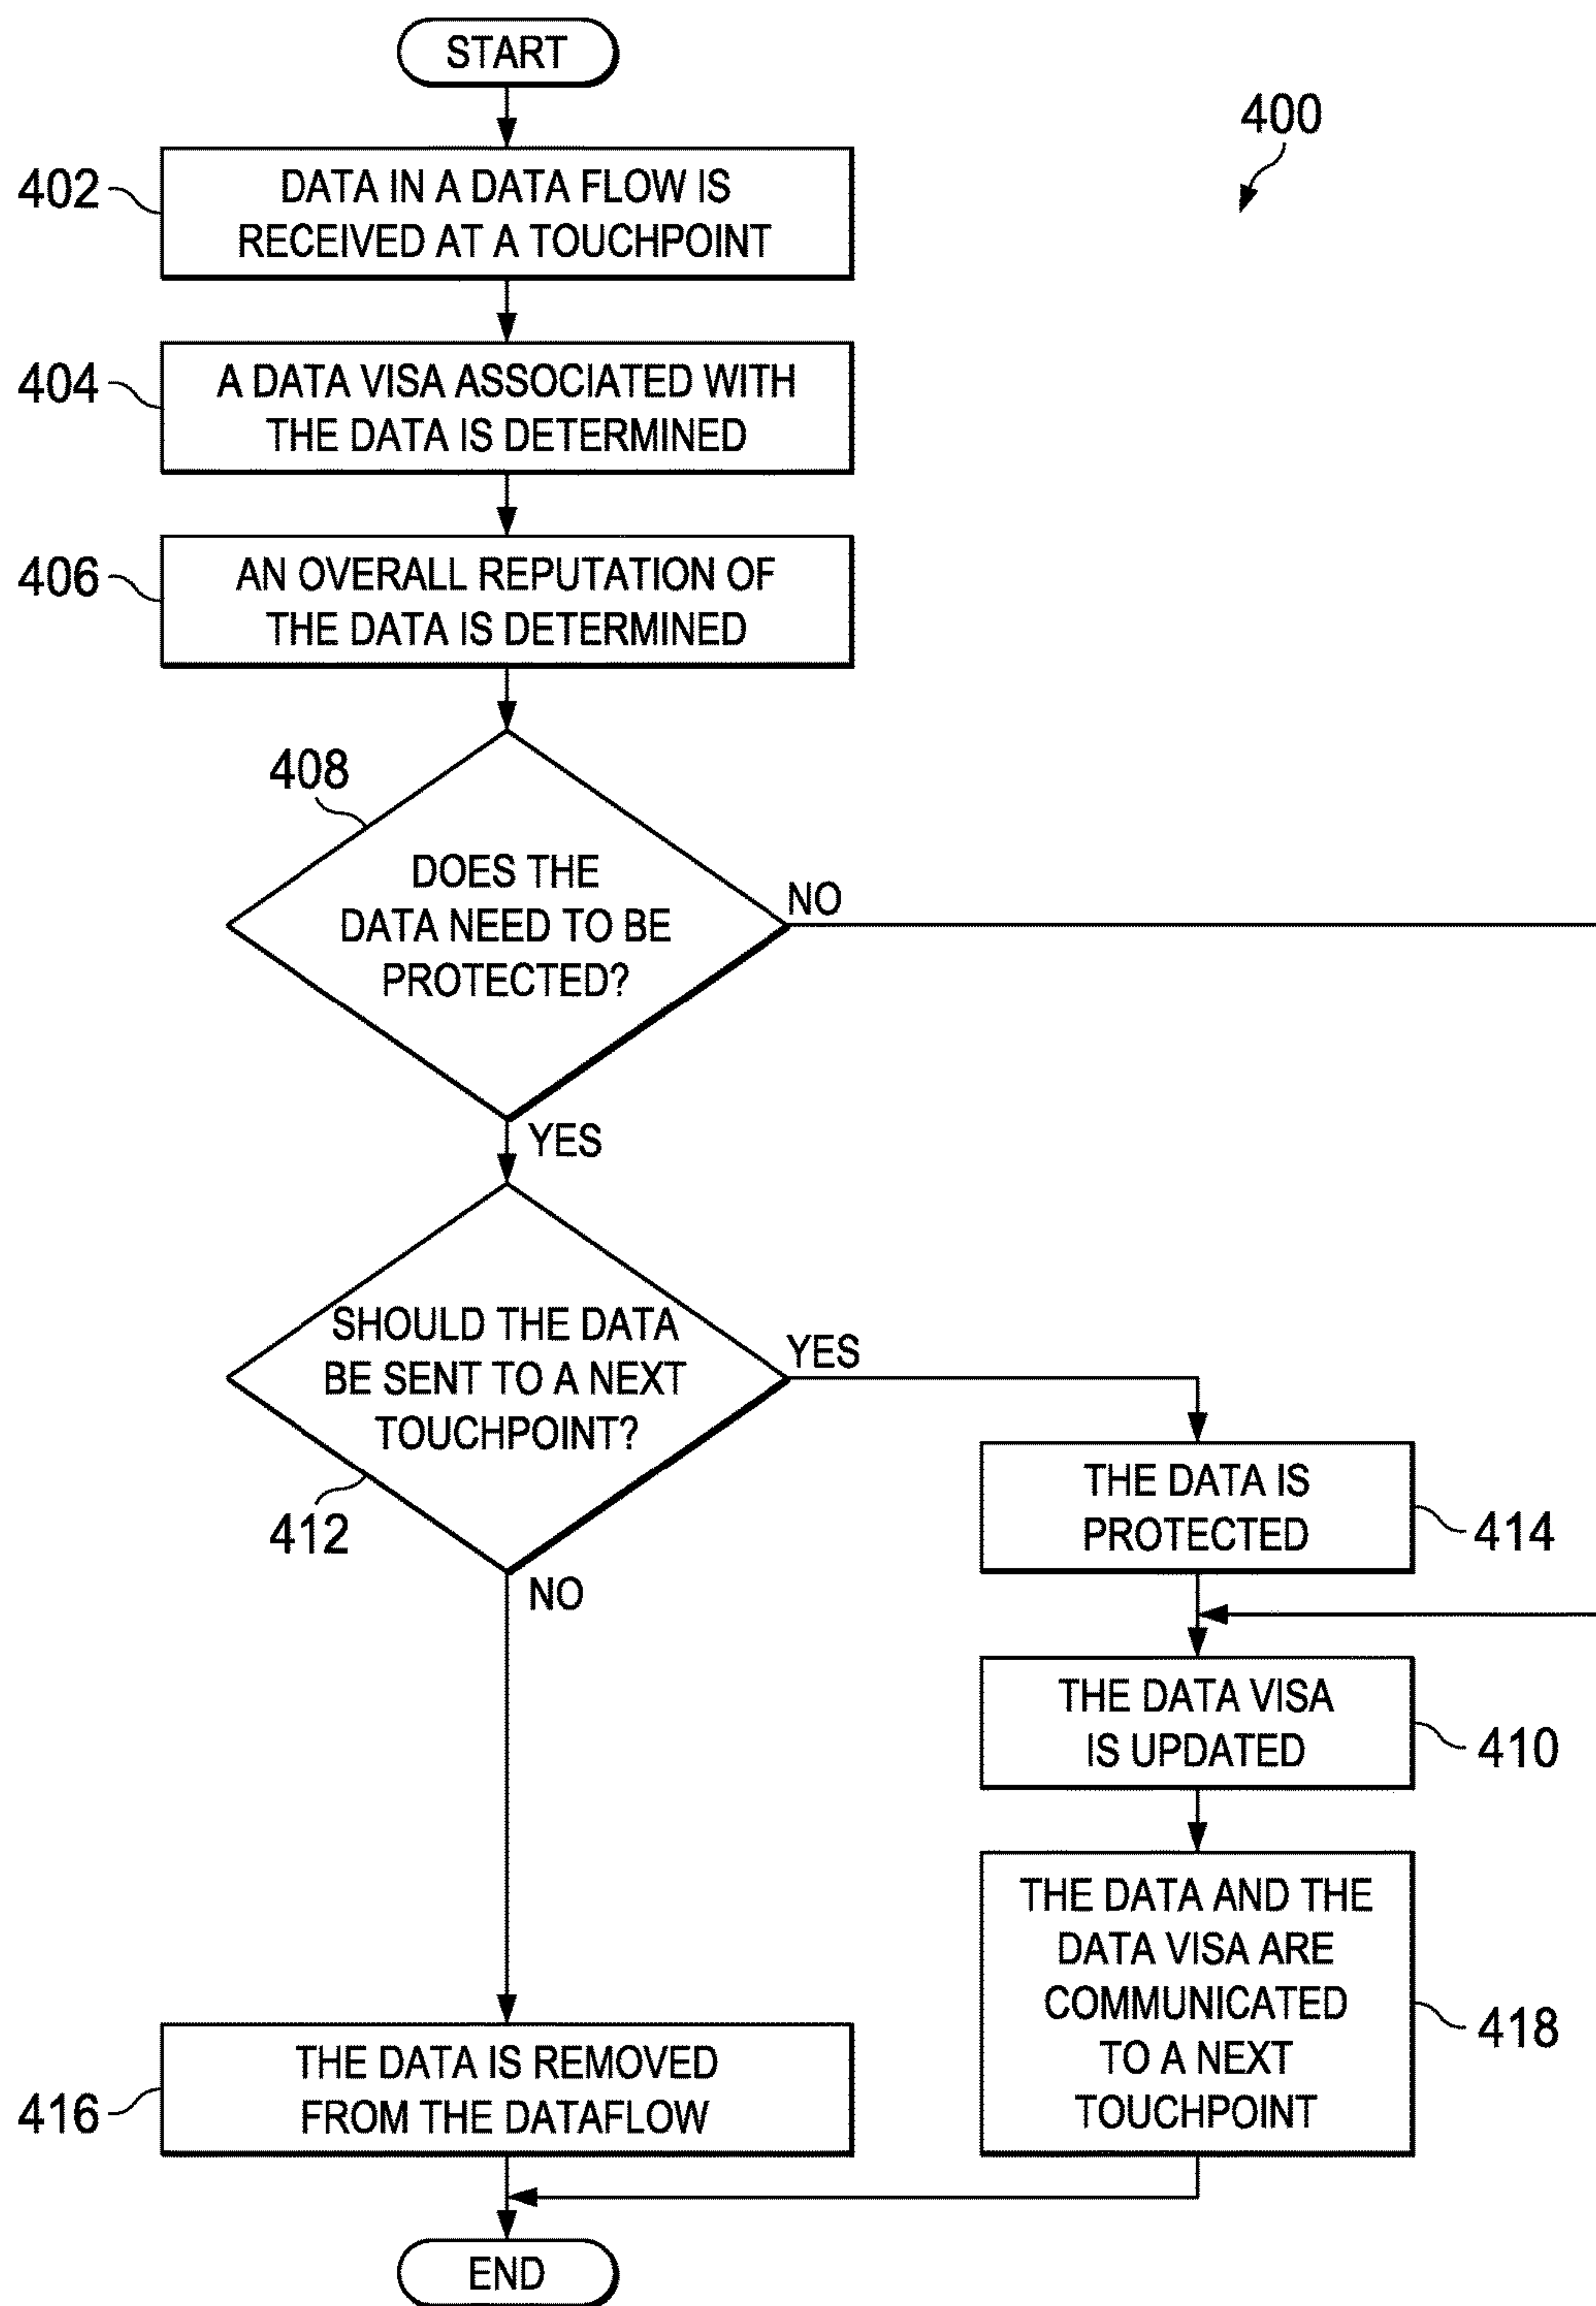 START
400
402
DATA IN A DATA FLOW IS
RECEIVED AT A TOUCHPOINT
404
A DATA VISA ASSOCIATED WITH
THE DATA IS DETERMINED
406
AN OVERALL REPUTATION OF
THE DATA IS DETERMINED
408
DOES THE
DATA NEED TO BE
PROTECTED?
NO
YES
SHOULD THE DATA
BE SENT TO A NEXT
TOUCHPOINT?
YES
412
NO
THE DATA IS
PROTECTED
414
THE DATA VISA
IS UPDATED
410
THE DATA AND THE
DATA VISA ARE
COMMUNICATED
TO A NEXT
TOUCHPOINT
418
416
THE DATA IS REMOVED
FROM THE DATAFLOW
END